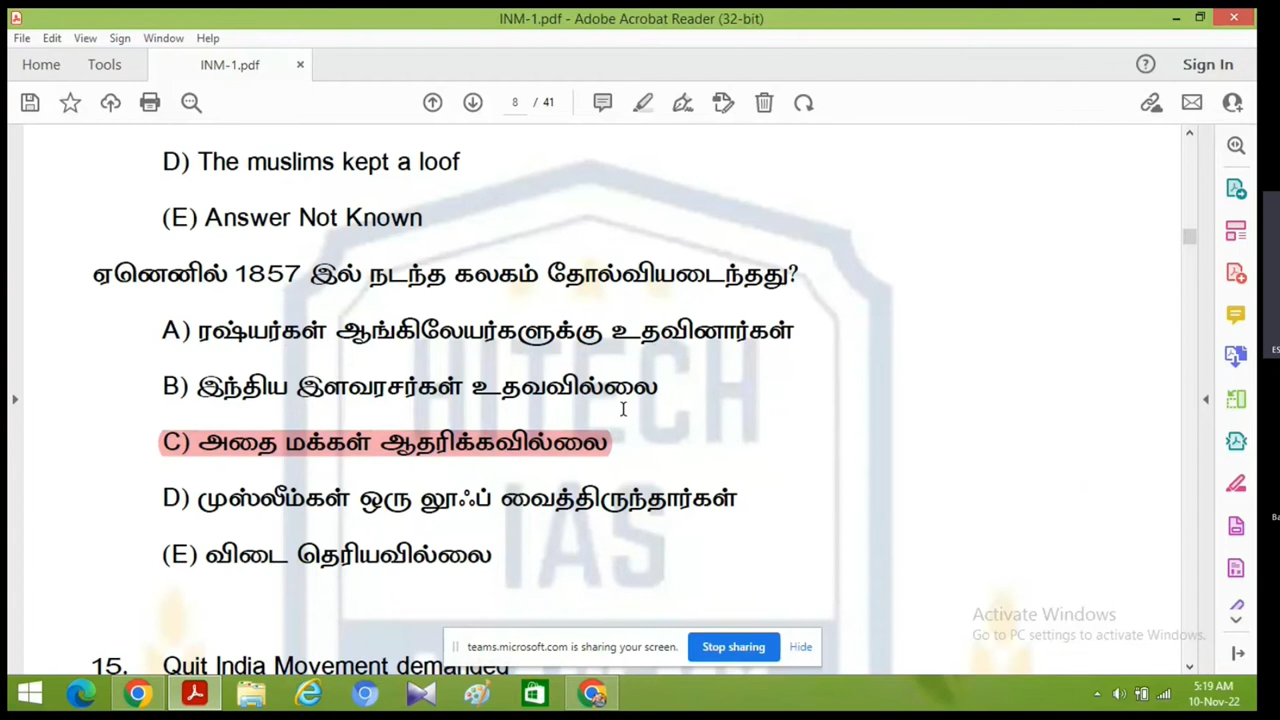 INM-1.pdf - Adobe Acrobat Reader (32-bit)
File Edit View Sign Window Help
Home Tools INM-1.pdf × Sign In
8 / 41
D) The muslims kept a loof
(E) Answer Not Known
ஏனெனில் 1857 இல் நடந்த கலகம் தோல்வியடைந்தது?
A) ரஷ்யர்கள் ஆங்கிலேயர்களுக்கு உதவினார்கள்
B) இந்திய இளவரசர்கள் உதவவில்லை
C) அதை மக்கள் ஆதரிக்கவில்லை
D) முஸ்லீம்கள் ஒரு லூஃப் வைத்திருந்தார்கள்
(E) விடை தெரியவில்லை
HITECH
IAS
Activate Windows
Go to PC settings to activate Windows.
teams.microsoft.com is sharing your screen. Stop sharing Hide
15. Quit India Movement demanded
5:19 AM
10-Nov-22